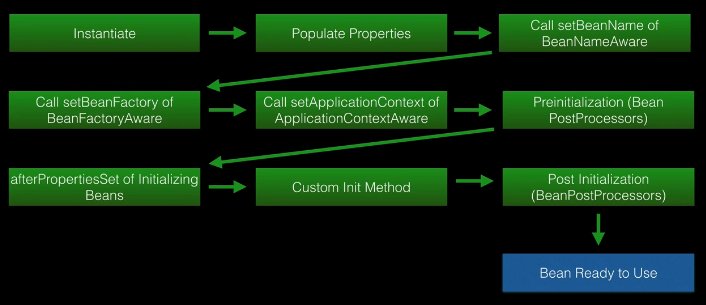 Instantiate
Populate Properties
Call setBeanName of
BeanNameAware
Call setBeanFactory of
BeanFactoryAware
Call setApplicationContext of
ApplicationContextAware
Preinitialization (Bean
PostProcessors)
afterPropertiesSet of Initializing
Beans
Custom Init Method
Post Initialization
(BeanPostProcessors)
Bean Ready to Use